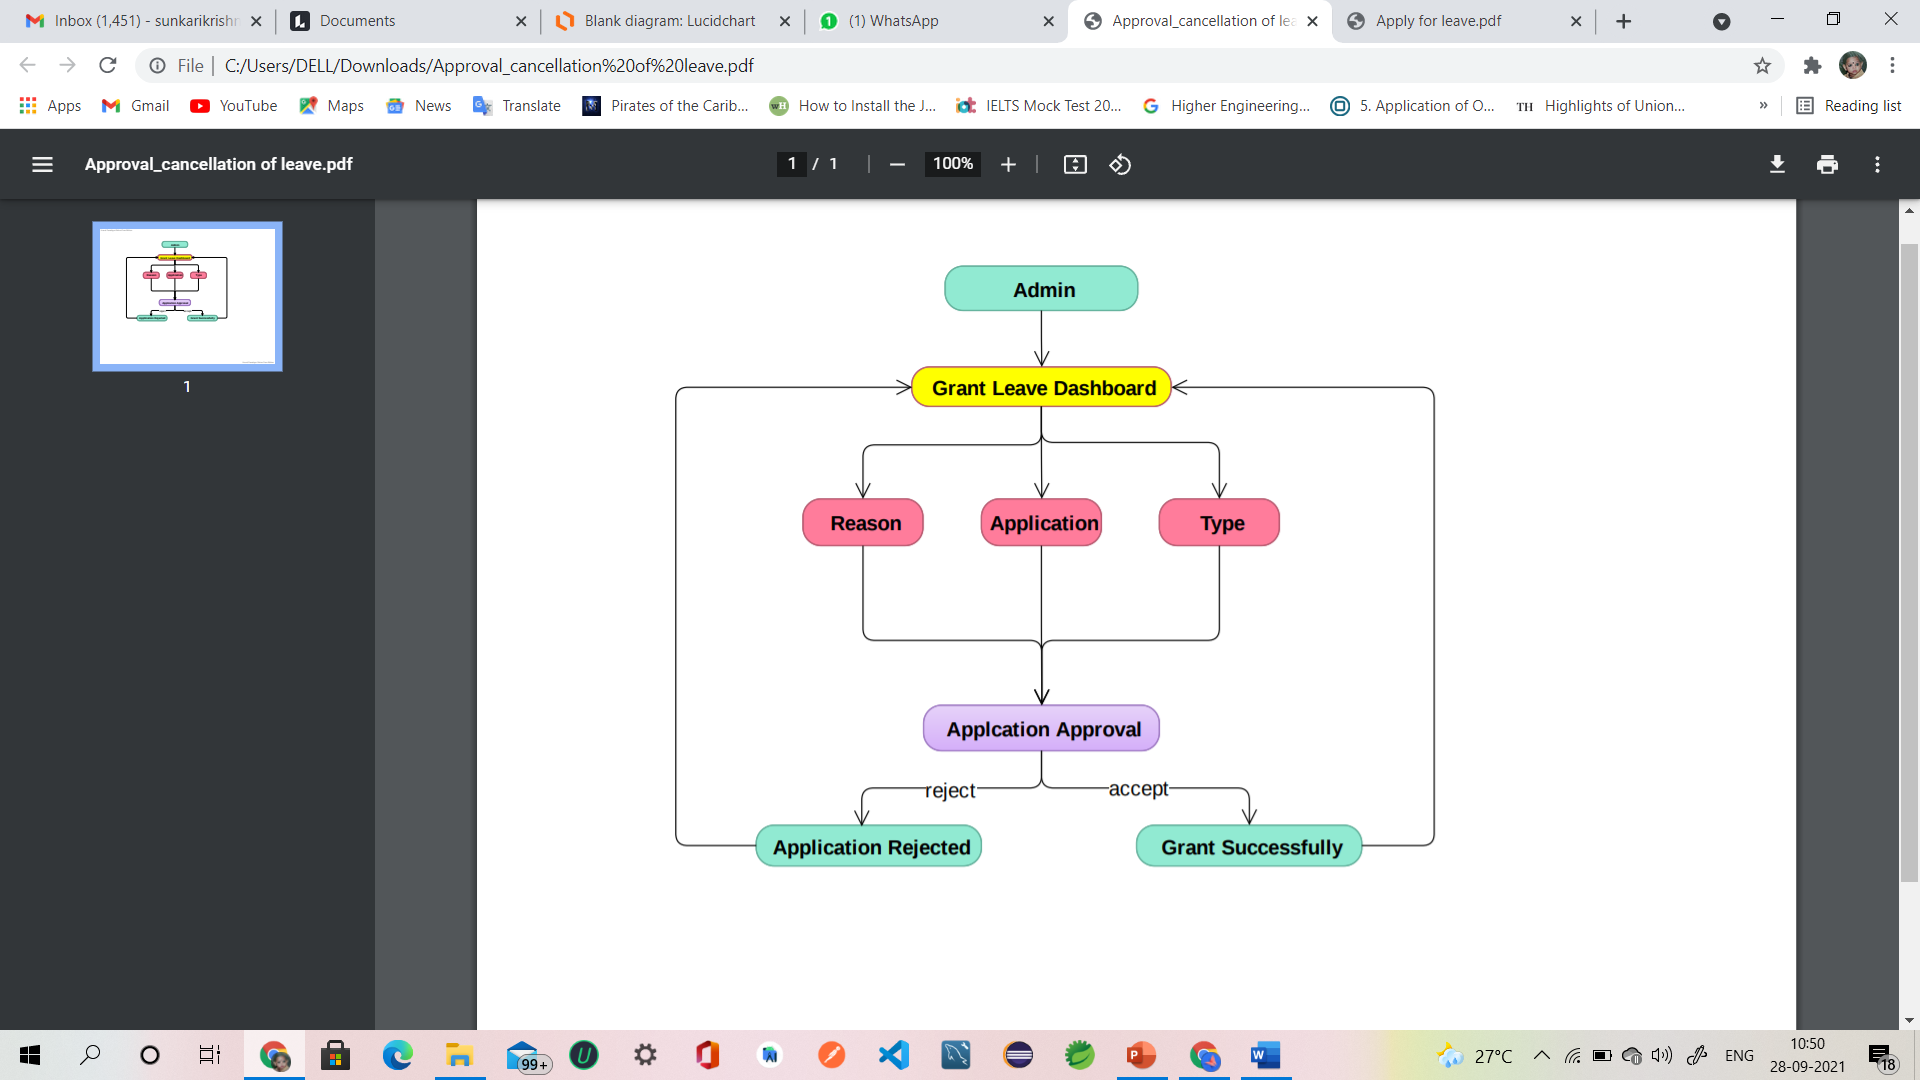 Inbox (1,451) - sunkarikrishn
Documents
Blank diagram: Lucidchart
(1) WhatsApp
Approval_cancellation of lea
Apply for leave.pdf
File
C:/Users/DELL/Downloads/Approval_cancellation%20of%20leave.pdf
Apps
Gmail
YouTube
Maps
News
Translate
Pirates of the Carib...
How to Install the J...
IELTS Mock Test 20...
Higher Engineering...
5. Application of O...
TH Highlights of Union...
»
Reading list
Approval_cancellation of leave.pdf
1 / 1
100%
1
Admin
Grant Leave Dashboard
Reason
Application
Type
Applcation Approval
reject
accept
Application Rejected
Grant Successfully
99+
27°C
ENG
10:50
28-09-2021
18